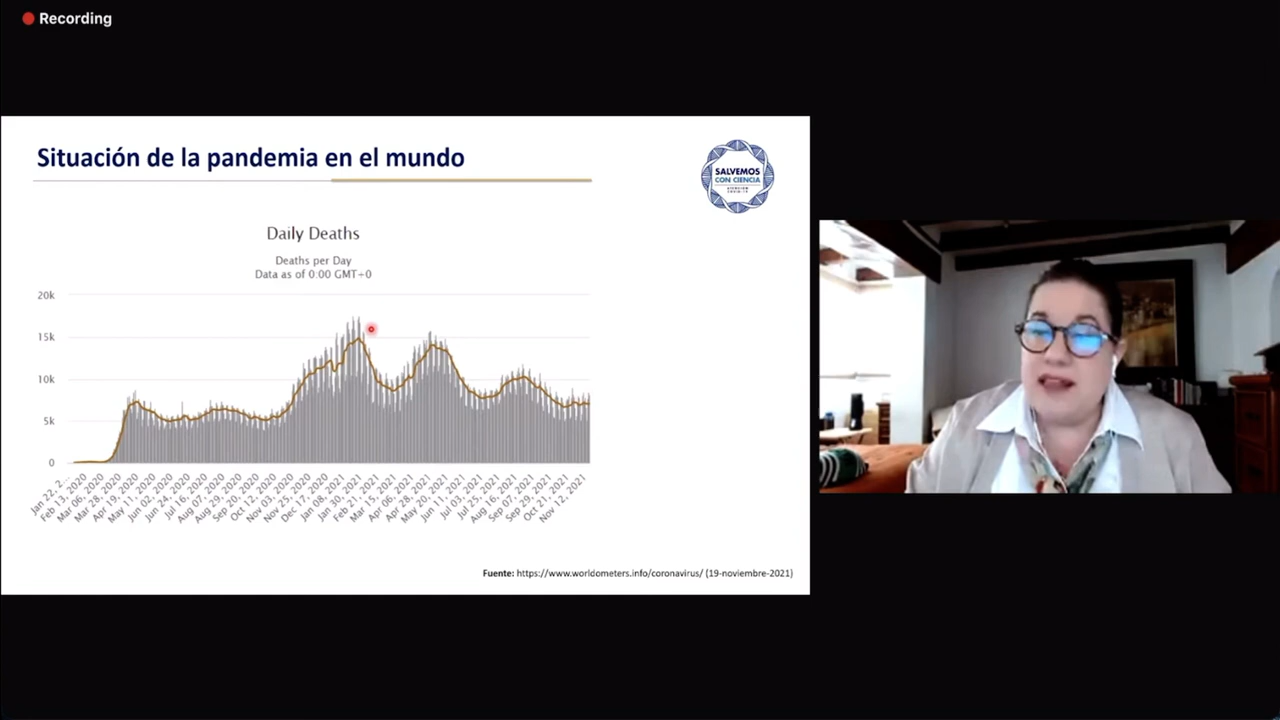 Recording
Situación de la pandemia en el mundo
SALVEMOS
CON CIENCIA
ATENCIÓN
COVID-19
Daily Deaths
Deaths per Day
Data as of 0:00 GMT+0
20k
15k
10k
5k
0
Jan 22, 2...
Feb 13, 2020
Mar 06, 2020
Mar 28, 2020
Apr 19, 2020
May 11, 2020
Jun 02, 2020
Jun 24, 2020
Jul 16, 2020
Aug 07, 2020
Aug 29, 2020
Sep 20, 2020
Oct 12, 2020
Nov 03, 2020
Nov 25, 2020
Dec 17, 2020
Jan 08, 2021
Jan 30, 2021
Feb 21, 2021
Mar 15, 2021
Apr 06, 2021
Apr 28, 2021
May 20, 2021
Jun 11, 2021
Jul 03, 2021
Jul 25, 2021
Aug 16, 2021
Sep 07, 2021
Sep 29, 2021
Oct 21, 2021
Nov 12, 2021
Fuente: https://www.worldometers.info/coronavirus/ (19-noviembre-2021)